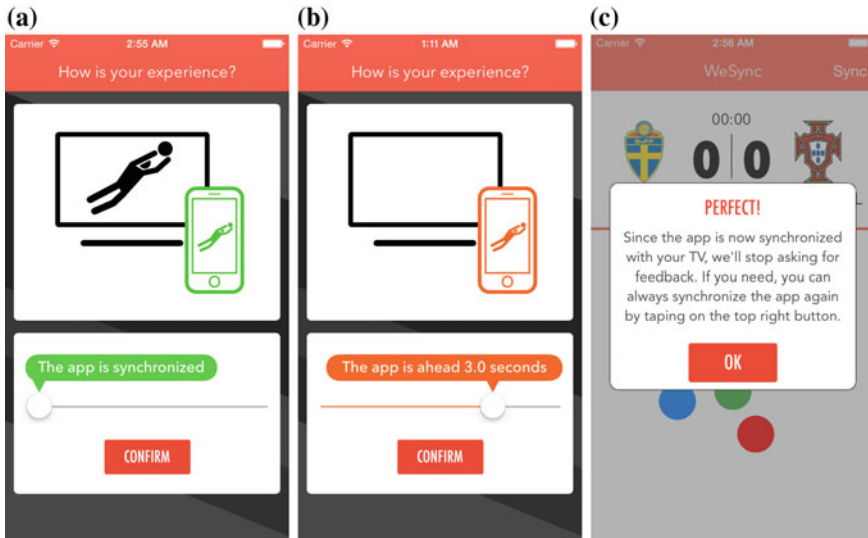 (a)
Carrier 2:55 AM
How is your experience?
The app is synchronized
CONFIRM
(b)
Carrier 1:11 AM
How is your experience?
The app is ahead 3.0 seconds
CONFIRM
(c)
Carrier 2:56 AM
WeSync Sync
00:00
0 0
PERFECT!
Since the app is now synchronized
with your TV, we'll stop asking for
feedback. If you need, you can
always synchronize the app again
by taping on the top right button.
OK